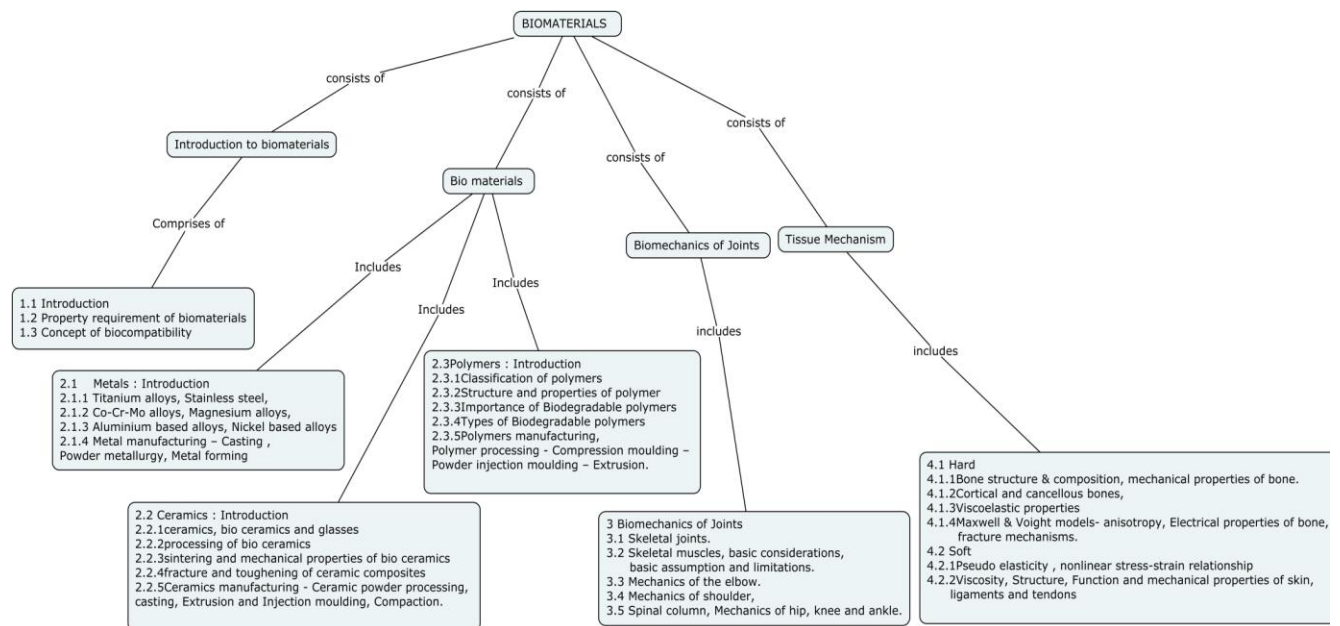 BIOMATERIALS
consists of
consists of
consists of
consists of
Introduction to biomaterials
Bio materials
Biomechanics of Joints
Tissue Mechanism
Comprises of
Includes
Includes
Includes
includes
includes
1.1 Introduction
1.2 Property requirement of biomaterials
1.3 Concept of biocompatibility
2.1 Metals : Introduction
2.1.1 Titanium alloys, Stainless steel,
2.1.2 Co-Cr-Mo alloys, Magnesium alloys,
2.1.3 Aluminium based alloys, Nickel based alloys
2.1.4 Metal manufacturing – Casting ,
Powder metallurgy, Metal forming
2.3Polymers : Introduction
2.3.1Classification of polymers
2.3.2Structure and properties of polymer
2.3.3Importance of Biodegradable polymers
2.3.4Types of Biodegradable polymers
2.3.5Polymers manufacturing,
Polymer processing - Compression moulding –
Powder injection moulding – Extrusion.
2.2 Ceramics : Introduction
2.2.1ceramics, bio ceramics and glasses
2.2.2processing of bio ceramics
2.2.3sintering and mechanical properties of bio ceramics
2.2.4fracture and toughening of ceramic composites
2.2.5Ceramics manufacturing - Ceramic powder processing,
casting, Extrusion and Injection moulding, Compaction.
3 Biomechanics of Joints
3.1 Skeletal joints.
3.2 Skeletal muscles, basic considerations,
basic assumption and limitations.
3.3 Mechanics of the elbow.
3.4 Mechanics of shoulder,
3.5 Spinal column, Mechanics of hip, knee and ankle.
4.1 Hard
4.1.1Bone structure & composition, mechanical properties of bone.
4.1.2Cortical and cancellous bones,
4.1.3Viscoelastic properties
4.1.4Maxwell & Voight models- anisotropy, Electrical properties of bone,
fracture mechanisms.
4.2 Soft
4.2.1Pseudo elasticity , nonlinear stress-strain relationship
4.2.2Viscosity, Structure, Function and mechanical properties of skin,
ligaments and tendons